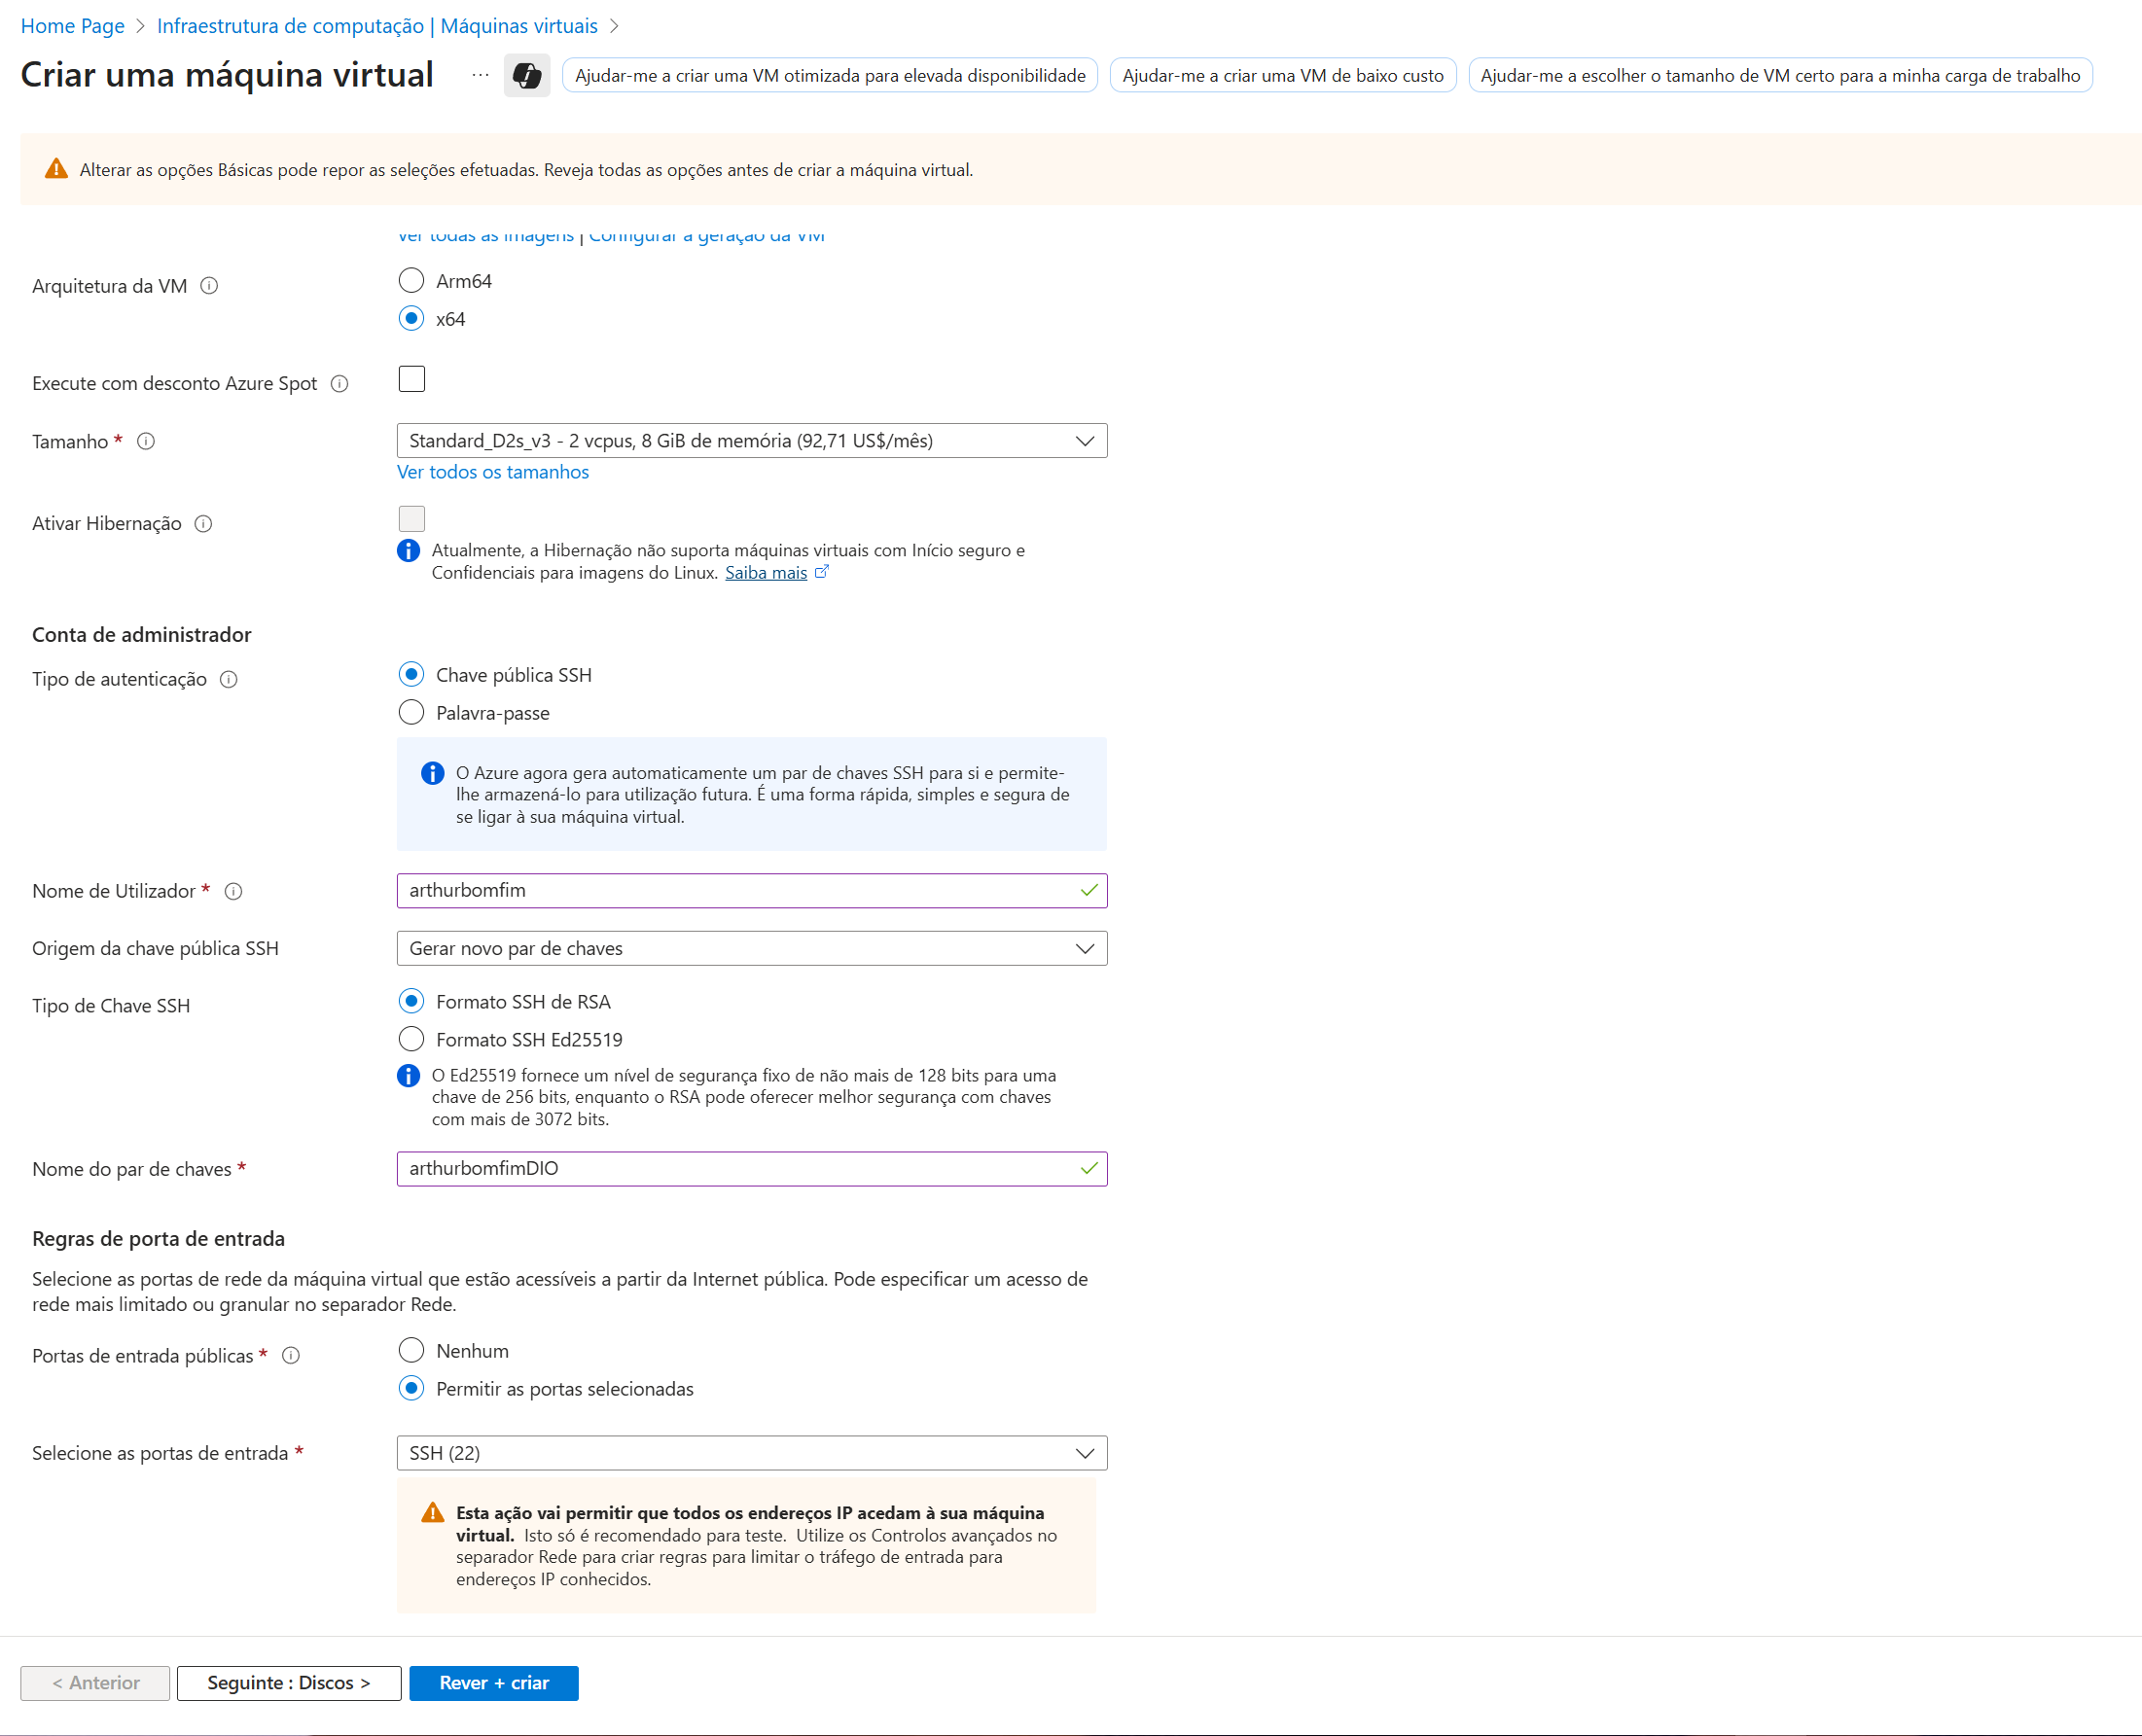 Home Page > Infraestrutura de computação | Máquinas virtuais >
Criar uma máquina virtual ... Ajudar-me a criar uma VM otimizada para elevada disponibilidade Ajudar-me a criar uma VM de baixo custo Ajudar-me a escolher o tamanho de VM certo para a minha carga de trabalho
Alterar as opções Básicas pode repor as seleções efetuadas. Reveja todas as opções antes de criar a máquina virtual.
Ver todas as imagens | Configurar a geração da VM
Arquitetura da VM
Arm64
x64
Execute com desconto Azure Spot
Tamanho *
Standard_D2s_v3 - 2 vcpus, 8 GiB de memória (92,71 US$/mês)
Ver todos os tamanhos
Ativar Hibernação
Atualmente, a Hibernação não suporta máquinas virtuais com Início seguro e
Confidenciais para imagens do Linux. Saiba mais
Conta de administrador
Tipo de autenticação
Chave pública SSH
Palavra-passe
O Azure agora gera automaticamente um par de chaves SSH para si e permite-
lhe armazená-lo para utilização futura. É uma forma rápida, simples e segura de
se ligar à sua máquina virtual.
Nome de Utilizador *
arthurbomfim
Origem da chave pública SSH
Gerar novo par de chaves
Tipo de Chave SSH
Formato SSH de RSA
Formato SSH Ed25519
O Ed25519 fornece um nível de segurança fixo de não mais de 128 bits para uma
chave de 256 bits, enquanto o RSA pode oferecer melhor segurança com chaves
com mais de 3072 bits.
Nome do par de chaves *
arthurbomfimDIO
Regras de porta de entrada
Selecione as portas de rede da máquina virtual que estão acessíveis a partir da Internet pública. Pode especificar um acesso de
rede mais limitado ou granular no separador Rede.
Portas de entrada públicas *
Nenhum
Permitir as portas selecionadas
Selecione as portas de entrada *
SSH (22)
Esta ação vai permitir que todos os endereços IP acedam à sua máquina
virtual. Isto só é recomendado para teste. Utilize os Controlos avançados no
separador Rede para criar regras para limitar o tráfego de entrada para
endereços IP conhecidos.
< Anterior Seguinte : Discos > Rever + criar